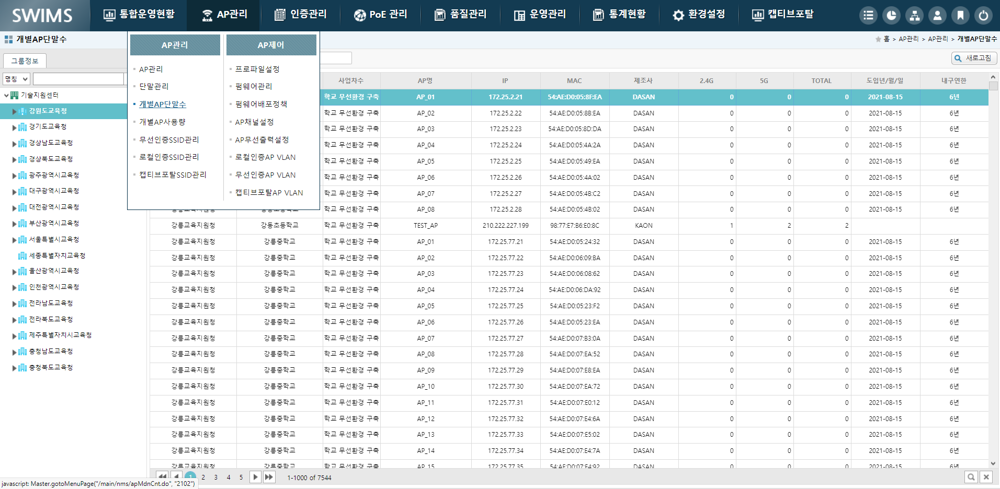 SWIMS 통합운영현황 AP관리 인증관리 PoE 관리 품질관리 운영관리 통계현황 환경설정 캡티브포탈
개별AP단말수
홈 > AP관리 > AP관리 > 개별AP단말수
그룹정보
새로고침
명칭
기술지원센터
강원도교육청
경기도교육청
경상남도교육청
경상북도교육청
광주광역시교육청
대구광역시교육청
대전광역시교육청
부산광역시교육청
서울특별시교육청
세종특별자치교육청
울산광역시교육청
인천광역시교육청
전라남도교육청
전라북도교육청
제주특별자치시교육청
충청남도교육청
충청북도교육청
AP관리
AP관리
단말관리
개별AP단말수
개별AP사용량
무선인증SSID관리
로컬인증SSID관리
캡티브포탈SSID관리
AP제어
프로파일설정
펌웨어관리
펌웨어배포정책
AP채널설정
AP무선출력설정
로컬인증AP VLAN
무선인증AP VLAN
캡티브포탈AP VLAN
사업차수 AP명 IP MAC 제조사 2.4G 5G TOTAL 도입년/월/일 내구연한
학교 무선환경 구축 AP_01 172.25.2.21 54:AE:D0:05:8F:EA DASAN 0 0 0 2021-08-15 6년
학교 무선환경 구축 AP_02 172.25.2.22 54:AE:D0:05:8B:EA DASAN 0 0 0 2021-08-15 6년
학교 무선환경 구축 AP_03 172.25.2.23 54:AE:D0:05:8D:DA DASAN 0 0 0 2021-08-15 6년
학교 무선환경 구축 AP_04 172.25.2.24 54:AE:D0:05:4A:2A DASAN 0 0 0 2021-08-15 6년
학교 무선환경 구축 AP_05 172.25.2.25 54:AE:D0:05:49:EA DASAN 0 0 0 2021-08-15 6년
학교 무선환경 구축 AP_06 172.25.2.26 54:AE:D0:05:4A:02 DASAN 0 0 0 2021-08-15 6년
학교 무선환경 구축 AP_07 172.25.2.27 54:AE:D0:05:4B:C2 DASAN 0 0 0 2021-08-15 6년
강릉교육지원청 강동초등학교 학교 무선환경 구축 AP_08 172.25.2.28 54:AE:D0:05:4B:02 DASAN 0 0 0 2021-08-15 6년
강릉교육지원청 강동초등학교 학교 무선환경 구축 TEST_AP 210.222.227.199 98:77:E7:B6:E0:8C KAON 1 2 2
강릉교육지원청 강릉중학교 학교 무선환경 구축 AP_01 172.25.77.21 54:AE:D0:05:24:32 DASAN 0 0 0 2021-08-15 6년
강릉교육지원청 강릉중학교 학교 무선환경 구축 AP_02 172.25.77.22 54:AE:D0:06:09:BA DASAN 0 0 0 2021-08-15 6년
강릉교육지원청 강릉중학교 학교 무선환경 구축 AP_03 172.25.77.23 54:AE:D0:06:08:62 DASAN 0 0 0 2021-08-15 6년
강릉교육지원청 강릉중학교 학교 무선환경 구축 AP_04 172.25.77.24 54:AE:D0:06:DA:92 DASAN 0 0 0 2021-08-15 6년
강릉교육지원청 강릉중학교 학교 무선환경 구축 AP_05 172.25.77.25 54:AE:D0:05:23:F2 DASAN 0 0 0 2021-08-15 6년
강릉교육지원청 강릉중학교 학교 무선환경 구축 AP_06 172.25.77.26 54:AE:D0:05:23:EA DASAN 0 0 0 2021-08-15 6년
강릉교육지원청 강릉중학교 학교 무선환경 구축 AP_07 172.25.77.27 54:AE:D0:07:B3:0A DASAN 0 0 0 2021-08-15 6년
강릉교육지원청 강릉중학교 학교 무선환경 구축 AP_08 172.25.77.28 54:AE:D0:07:EA:52 DASAN 0 0 0 2021-08-15 6년
강릉교육지원청 강릉중학교 학교 무선환경 구축 AP_09 172.25.77.29 54:AE:D0:07:E8:EA DASAN 0 0 0 2021-08-15 6년
강릉교육지원청 강릉중학교 학교 무선환경 구축 AP_10 172.25.77.30 54:AE:D0:07:EA:72 DASAN 0 0 0 2021-08-15 6년
강릉교육지원청 강릉중학교 학교 무선환경 구축 AP_11 172.25.77.31 54:AE:D0:07:E0:12 DASAN 0 0 0 2021-08-15 6년
강릉교육지원청 강릉중학교 학교 무선환경 구축 AP_12 172.25.77.32 54:AE:D0:07:E4:6A DASAN 0 0 0 2021-08-15 6년
강릉교육지원청 강릉중학교 학교 무선환경 구축 AP_13 172.25.77.33 54:AE:D0:07:E5:02 DASAN 0 0 0 2021-08-15 6년
강릉교육지원청 강릉중학교 학교 무선환경 구축 AP_14 172.25.77.34 54:AE:D0:07:E4:7A DASAN 0 0 0 2021-08-15 6년
강릉교육지원청 강릉중학교 학교 무선환경 구축 AP_15 172.25.77.35 54:AE:D0:07:E4:92 DASAN 0 0 0 2021-08-15 6년
1 2 3 4 5 1-1000 of 7544
javascript: Master.gotoMenuPage("/main/nms/apMdnCnt.do", "2102")